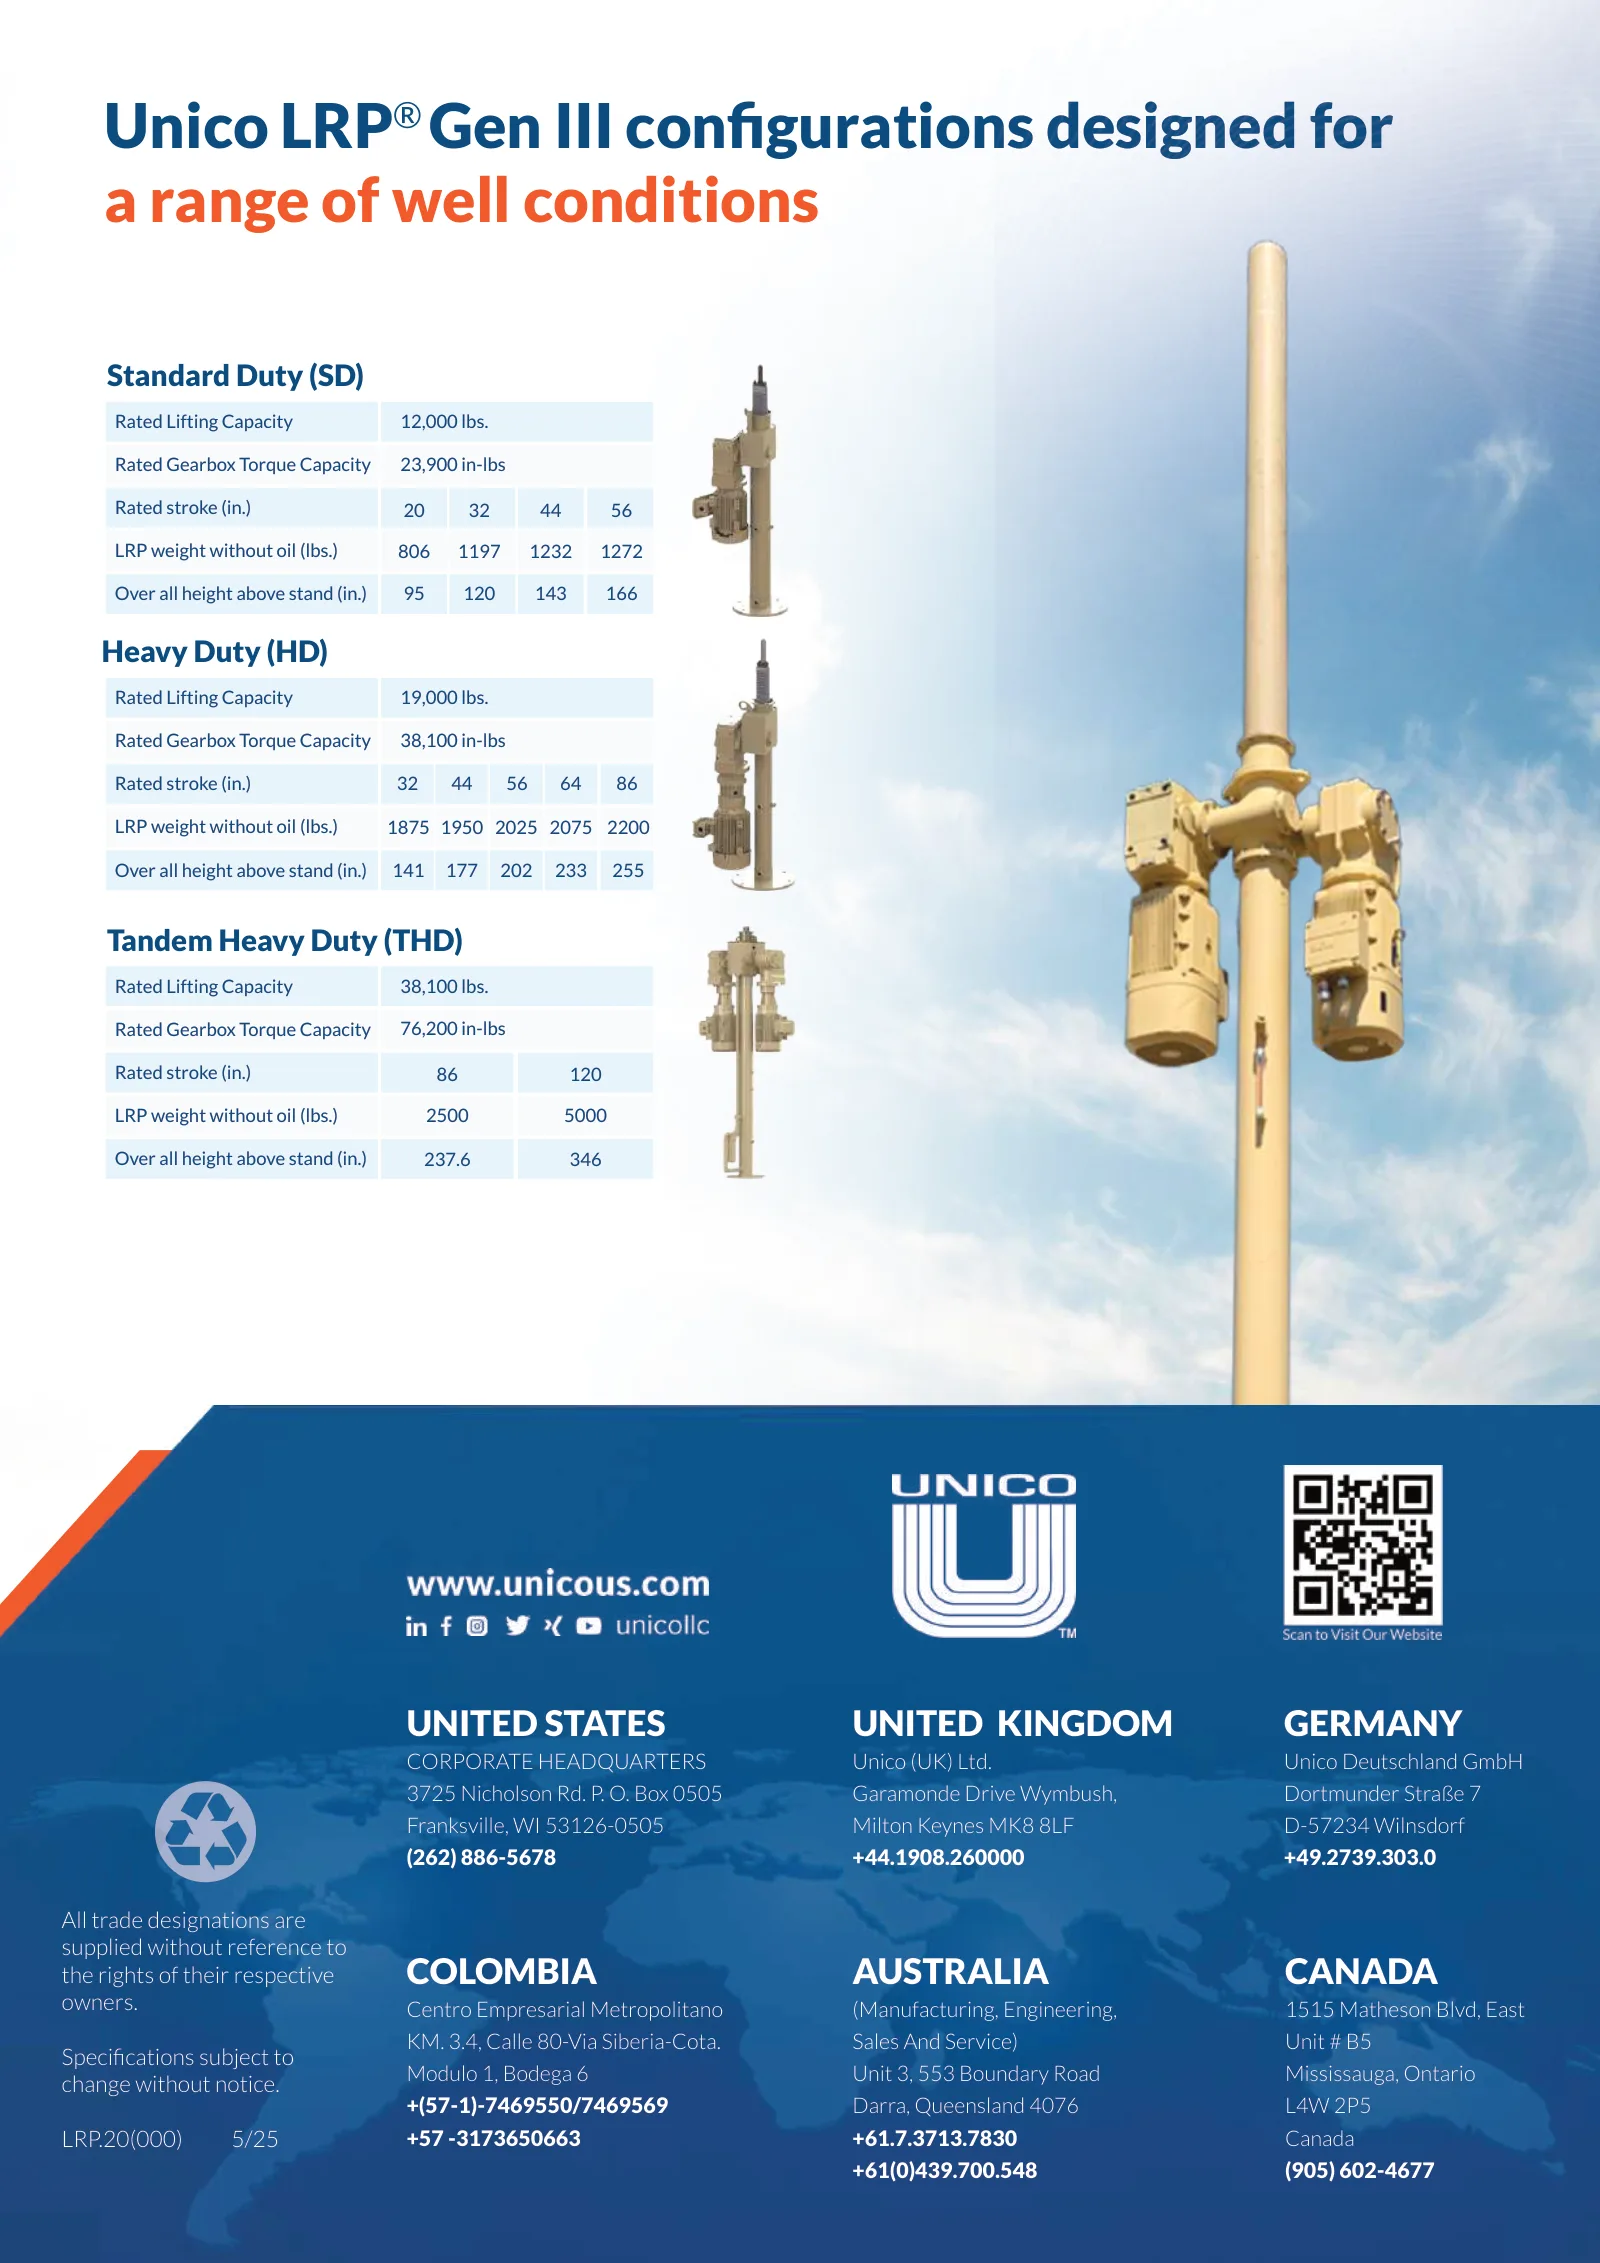 Unico LRP® Gen III configurations designed for
a range of well conditions
Standard Duty (SD)
Rated Lifting Capacity 12,000 lbs.
Rated Gearbox Torque Capacity 23,900 in-lbs
Rated stroke (in.) 20 32 44 56
LRP weight without oil (lbs.) 806 1197 1232 1272
Over all height above stand (in.) 95 120 143 166
Heavy Duty (HD)
Rated Lifting Capacity 19,000 lbs.
Rated Gearbox Torque Capacity 38,100 in-lbs
Rated stroke (in.) 32 44 56 64 86
LRP weight without oil (lbs.) 1875 1950 2025 2075 2200
Over all height above stand (in.) 141 177 202 233 255
Tandem Heavy Duty (THD)
Rated Lifting Capacity 38,100 lbs.
Rated Gearbox Torque Capacity 76,200 in-lbs
Rated stroke (in.) 86 120
LRP weight without oil (lbs.) 2500 5000
Over all height above stand (in.) 237.6 346
www.unicous.com
unicollc
UNICO
TM
Scan to Visit Our Website
UNITED STATES
CORPORATE HEADQUARTERS
3725 Nicholson Rd. P. O. Box 0505
Franksville, WI 53126-0505
(262) 886-5678
UNITED KINGDOM
Unico (UK) Ltd.
Garamonde Drive Wymbush,
Milton Keynes MK8 8LF
+44.1908.260000
GERMANY
Unico Deutschland GmbH
Dortmunder Straße 7
D-57234 Wilnsdorf
+49.2739.303.0
All trade designations are
supplied without reference to
the rights of their respective
owners.
Specifications subject to
change without notice.
LRP.20(000) 5/25
COLOMBIA
Centro Empresarial Metropolitano
KM. 3.4, Calle 80-Via Siberia-Cota.
Modulo 1, Bodega 6
+(57-1)-7469550/7469569
+57 -3173650663
AUSTRALIA
(Manufacturing, Engineering,
Sales And Service)
Unit 3, 553 Boundary Road
Darra, Queensland 4076
+61.7.3713.7830
+61(0)439.700.548
CANADA
1515 Matheson Blvd, East
Unit # B5
Mississauga, Ontario
L4W 2P5
Canada
(905) 602-4677